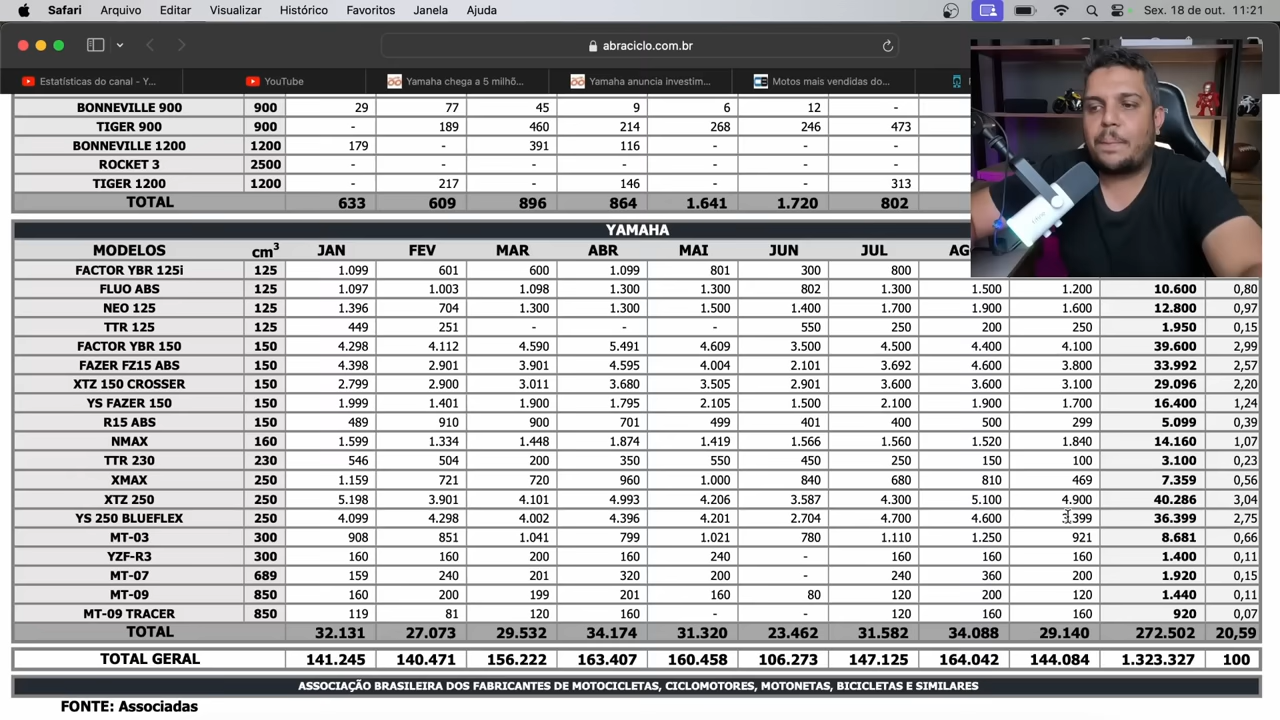 Safari Arquivo Editar Visualizar Histórico Favoritos Janela Ajuda Sex. 18 de out. 11:21
abraciclo.com.br
Estatísticas do canal - Y... YouTube Yamaha chega a 5 milhõ... Yamaha anuncia investim... Motos mais vendidas do...
BONNEVILLE 900 900 29 77 45 9 6 12 -
TIGER 900 900 - 189 460 214 268 246 473
BONNEVILLE 1200 1200 179 - 391 116 - - -
ROCKET 3 2500 - - - - - - -
TIGER 1200 1200 - 217 - 146 - - 313
TOTAL 633 609 896 864 1.641 1.720 802
YAMAHA
MODELOS cm³ JAN FEV MAR ABR MAI JUN JUL AG
FACTOR YBR 125i 125 1.099 601 600 1.099 801 300 800
FLUO ABS 125 1.097 1.003 1.098 1.300 1.300 802 1.300 1.500 1.200 10.600 0,80
NEO 125 125 1.396 704 1.300 1.300 1.500 1.400 1.700 1.900 1.600 12.800 0,97
TTR 125 125 449 251 - - - 550 250 200 250 1.950 0,15
FACTOR YBR 150 150 4.298 4.112 4.590 5.491 4.609 3.500 4.500 4.400 4.100 39.600 2,99
FAZER FZ15 ABS 150 4.398 2.901 3.901 4.595 4.004 2.101 3.692 4.600 3.800 33.992 2,57
XTZ 150 CROSSER 150 2.799 2.900 3.011 3.680 3.505 2.901 3.600 3.600 3.100 29.096 2,20
YS FAZER 150 150 1.999 1.401 1.900 1.795 2.105 1.500 2.100 1.900 1.700 16.400 1,24
R15 ABS 150 489 910 900 701 499 401 400 500 299 5.099 0,39
NMAX 160 1.599 1.334 1.448 1.874 1.419 1.566 1.560 1.520 1.840 14.160 1,07
TTR 230 230 546 504 200 350 550 450 250 150 100 3.100 0,23
XMAX 250 1.159 721 720 960 1.000 840 680 810 469 7.359 0,56
XTZ 250 250 5.198 3.901 4.101 4.993 4.206 3.587 4.300 5.100 4.900 40.286 3,04
YS 250 BLUEFLEX 250 4.099 4.298 4.002 4.396 4.201 2.704 4.700 4.600 3.399 36.399 2,75
MT-03 300 908 851 1.041 799 1.021 780 1.110 1.250 921 8.681 0,66
YZF-R3 300 160 160 200 160 240 - 160 160 160 1.400 0,11
MT-07 689 159 240 201 320 200 - 240 360 200 1.920 0,15
MT-09 850 160 200 199 201 160 80 120 200 120 1.440 0,11
MT-09 TRACER 850 119 81 120 160 - - 120 160 160 920 0,07
TOTAL 32.131 27.073 29.532 34.174 31.320 23.462 31.582 34.088 29.140 272.502 20,59
TOTAL GERAL 141.245 140.471 156.222 163.407 160.458 106.273 147.125 164.042 144.084 1.323.327 100
ASSOCIAÇÃO BRASILEIRA DOS FABRICANTES DE MOTOCICLETAS, CICLOMOTORES, MOTONETAS, BICICLETAS E SIMILARES
FONTE: Associadas